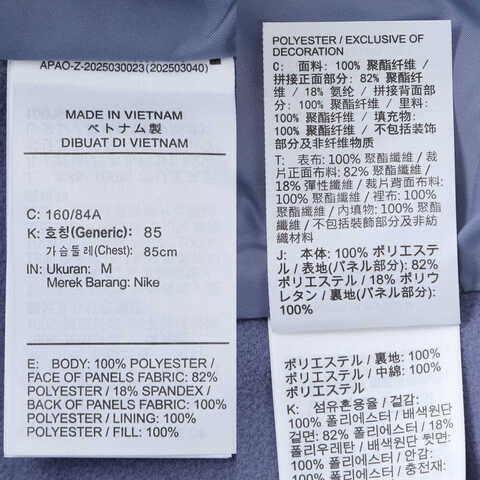 APAO-Z-2025030023(202503040)
MADE IN VIETNAM
ベトナム製
DIBUAT DI VIETNAM
C: 160/84A
K: 호칭(Generic): 85
가슴둘레(Chest): 85cm
IN: Ukuran: M
Merek Barang: Nike
E: BODY: 100% POLYESTER /
FACE OF PANELS FABRIC: 82%
POLYESTER / 18% SPANDEX /
BACK OF PANELS FABRIC: 100%
POLYESTER / LINING: 100%
POLYESTER / FILL: 100%
POLYESTER / EXCLUSIVE OF
DECORATION
C: 面料: 100% 聚酯纤维 /
拼接正面部分: 82% 聚酯纤维
/ 18% 氨纶 / 拼接背面部
分: 100% 聚酯纤维 / 里料:
100% 聚酯纤维 / 填充物:
100% 聚酯纤维 / 不包括装饰
部分及非纤维物质
T: 表布: 100% 聚酯纖維 / 裁
片正面布料: 82% 聚酯纖維 /
18% 彈性纖維 / 裁片背面布料:
100% 聚酯纖維 / 裡布: 100%
聚酯纖維 / 內填物: 100% 聚酯
纖維 / 不包括裝飾部分及非紡
織材料
J: 本体: 100% ポリエステ
ル / 表地(パネル部分): 82%
ポリエステル / 18% ポリウ
レタン / 裏地(パネル部分):
100%
ポリエステル / 裏地: 100%
ポリエステル / 中綿: 100%
ポリエステル
K: 섬유혼용율 / 겉감:
100% 폴리에스터 / 배색원단
겉면: 82% 폴리에스터 / 18%
폴리우레탄 / 배색원단 뒷면:
100% 폴리에스터 / 안감:
100% 폴리에스터 / 충전재: